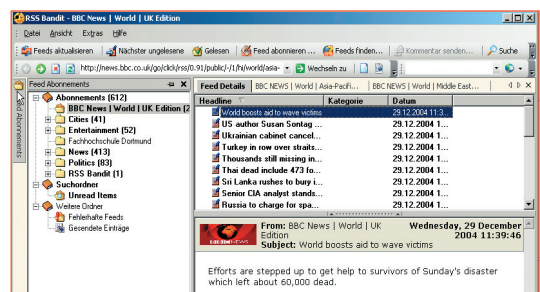 RSS Bandit - BBC News | World | UK Edition
Datei Ansicht Extras Hilfe
Feeds aktualisieren Nächster ungelesene Gelesen Feed abonnieren ... Feeds finden... Kommentar senden... Suche
http://news.bbc.co.uk/go/click/rss/0.91/public/-/1/hi/world/asia- Wechseln zu
Feed Abonnements
Feed Abonnements
Abonnements (612)
BBC News | World | UK Edition [2
Cities (41)
Entertainment (52)
Fachhochschule Dortmund
News (413)
Politics (83)
RSS Bandit (1)
Suchordner
Unread Items
Weitere Ordner
Fehlerhafte Feeds
Gesendete Einträge
Feed Details BBC NEWS | World | Asia-Pacifi... BBC NEWS | World | Middle East...
Headline Kategorie Datum
World boosts aid to wave victims 29.12.2004 11:3...
US author Susan Sontag ... 29.12.2004 1...
Ukrainian cabinet cancel... 29.12.2004 1...
Turkey in row over straits... 29.12.2004 1...
Thousands still missing in... 29.12.2004 1...
Thai dead include 473 fo... 29.12.2004 1...
Sri Lanka rushes to bury i... 29.12.2004 1...
Senior CIA analyst stands... 29.12.2004 1...
Russia to charge for spa... 29.12.2004 1...
BBC NEWS
From: BBC News | World | UK Edition
Wednesday, 29 December 2004 11:39:46
Subject: World boosts aid to wave victims
Efforts are stepped up to get help to survivors of Sunday's disaster
which left about 60,000 dead.